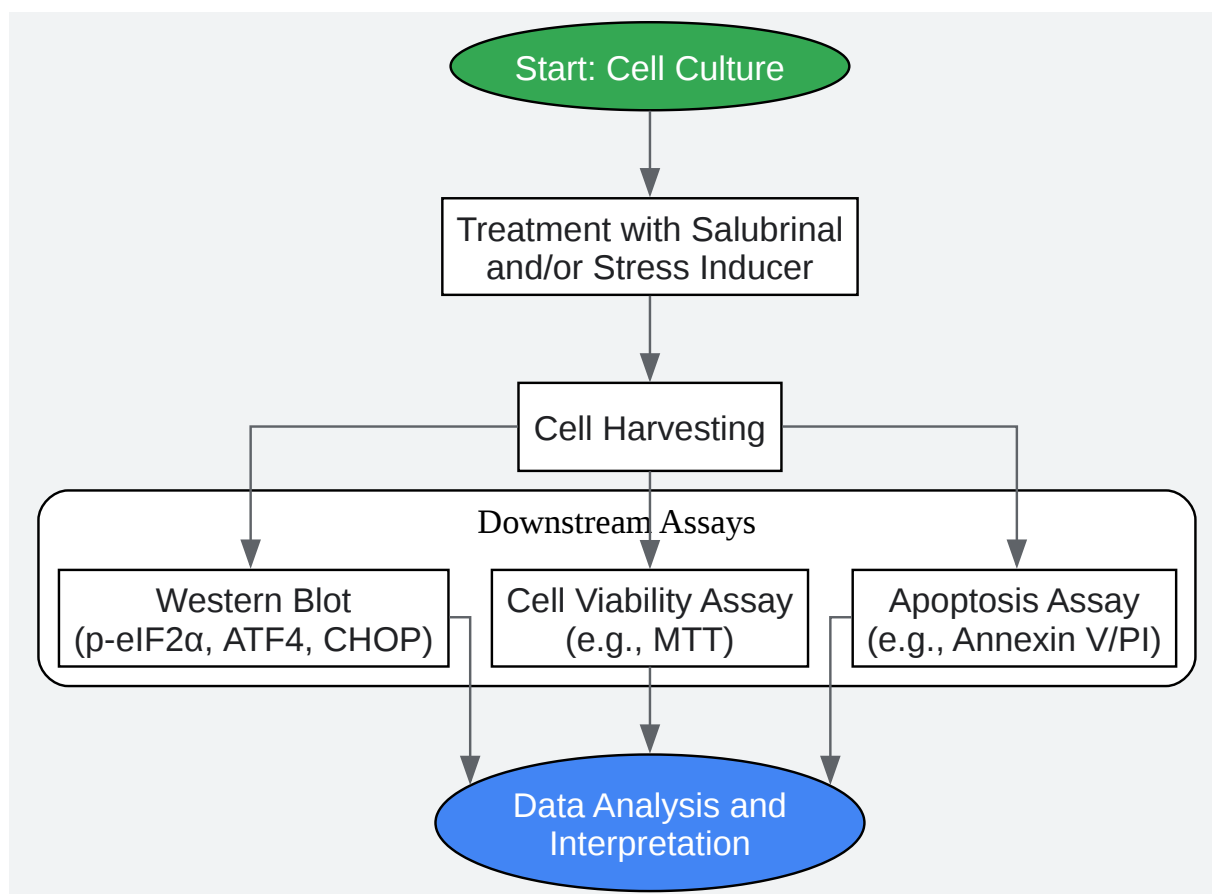 Start: Cell Culture
Treatment with Salubrinal
and/or Stress Inducer
Cell Harvesting
Downstream Assays
Western Blot
(p-eIF2α, ATF4, CHOP)
Cell Viability Assay
(e.g., MTT)
Apoptosis Assay
(e.g., Annexin V/PI)
Data Analysis and
Interpretation